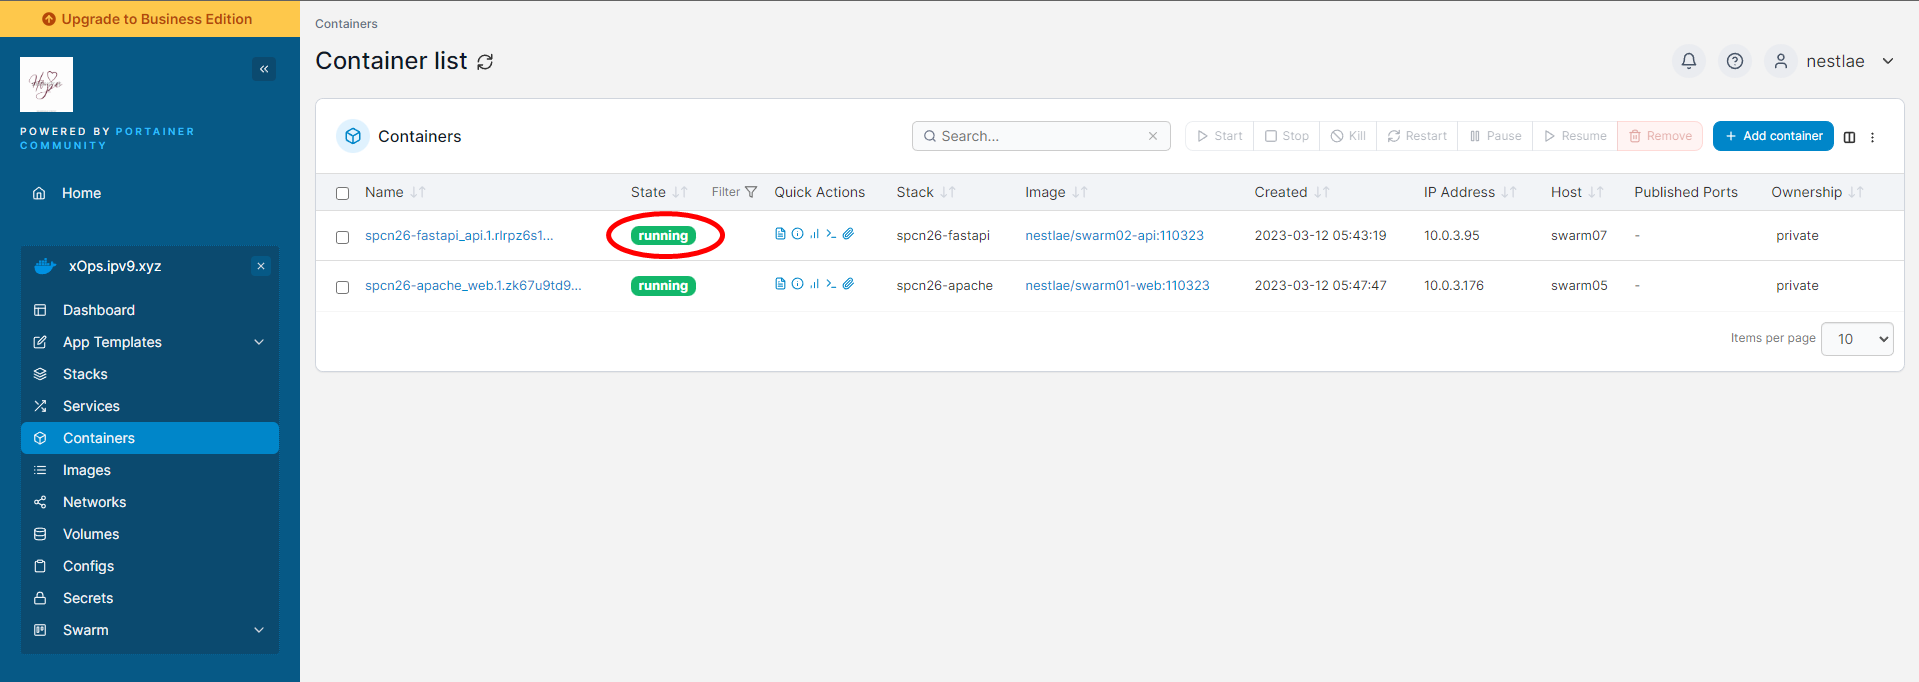 Upgrade to Business Edition
Hope
POWERED BY PORTAINER
COMMUNITY
Home
xOps.ipv9.xyz
Dashboard
App Templates
Stacks
Services
Containers
Images
Networks
Volumes
Configs
Secrets
Swarm
Containers
Container list
nestlae
Containers
Search...
Start Stop Kill Restart Pause Resume Remove
+ Add container
Name State Filter Quick Actions Stack Image Created IP Address Host Published Ports Ownership
spcn26-fastapi_api.1.rlrpz6s1... running spcn26-fastapi nestlae/swarm02-api:110323 2023-03-12 05:43:19 10.0.3.95 swarm07 - private
spcn26-apache_web.1.zk67u9td9... running spcn26-apache nestlae/swarm01-web:110323 2023-03-12 05:47:47 10.0.3.176 swarm05 - private
Items per page 10